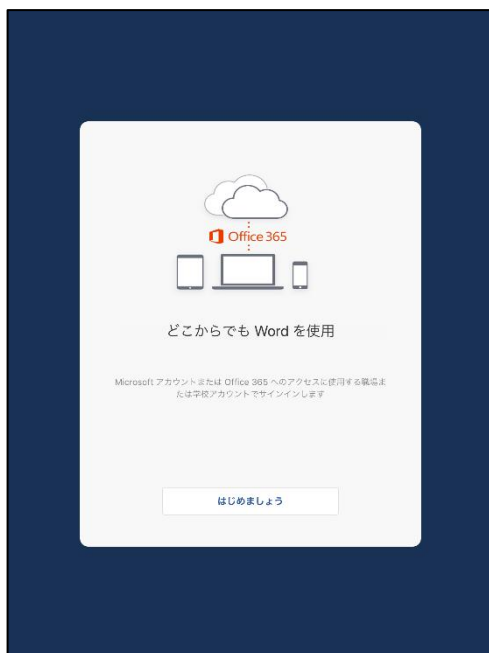 Office 365
どこからでも Word を使用
Microsoft アカウントまたは Office 365 へのアクセスに使用する職場ま
たは学校アカウントでサインインします
はじめましょう